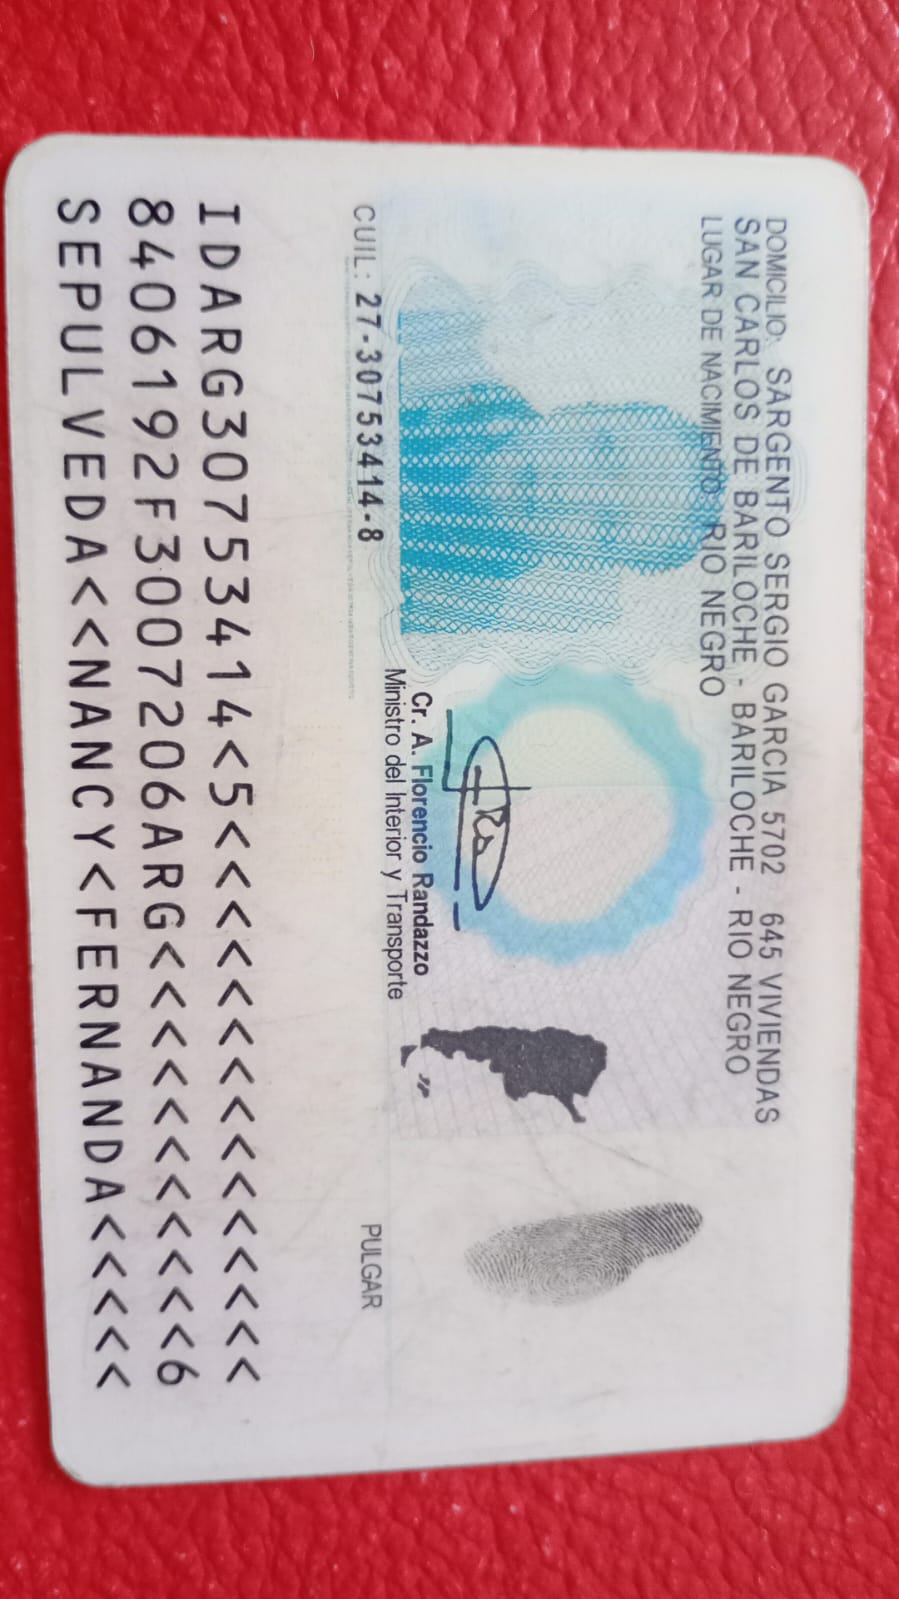 DOMICILIO: SARGENTO SERGIO GARCIA 5702 645 VIVIENDAS
SAN CARLOS DE BARILOCHE - BARILOCHE - RIO NEGRO
LUGAR DE NACIMIENTO: RIO NEGRO
Cr. A. Florencio Randazzo
Ministro del Interior y Transporte
CUIL: 27-30753414-8
PULGAR
IDARG30753414<5<<<<<<<<<<<<<<<
8406192F3007206ARG<<<<<<<<<<<6
SEPULVEDA<<NANCY<FERNANDA<<<<<